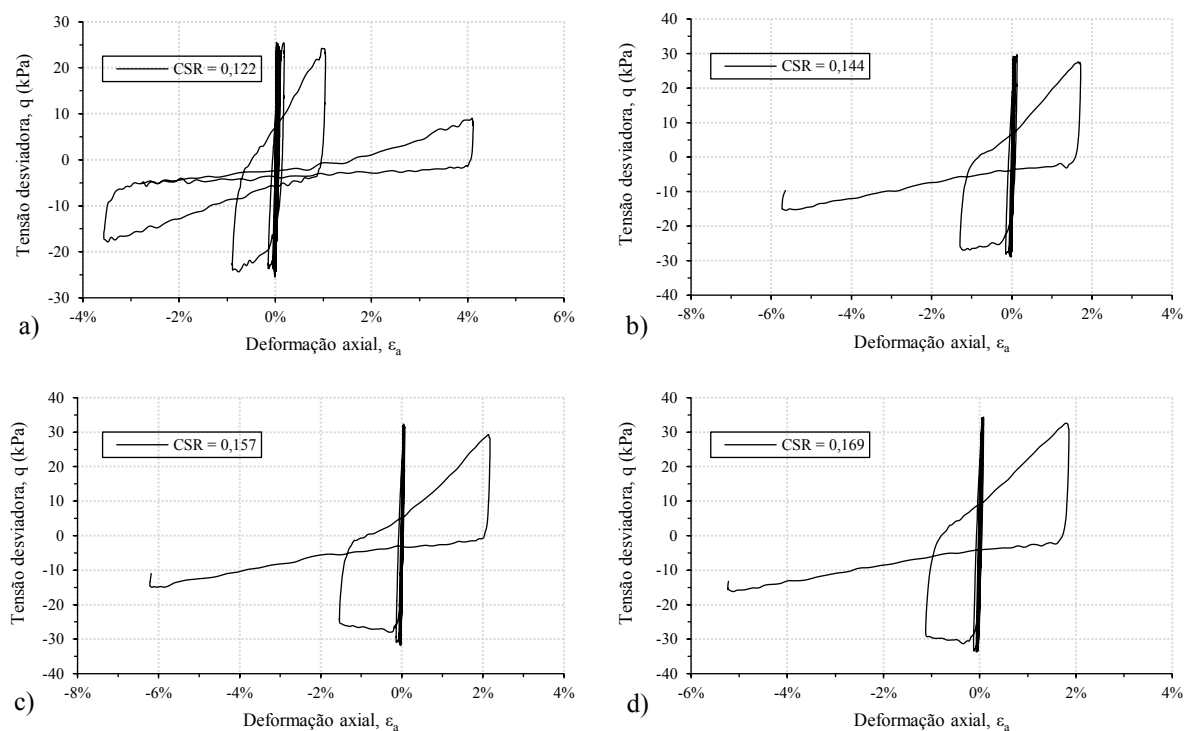 30
20
10
0
-10
-20
-30
Tensão desviadora, q (kPa)
CSR = 0,122
-4% -2% 0% 2% 4% 6%
Deformação axial, εa
a)
40
30
20
10
0
-10
-20
-30
-40
Tensão desviadora, q (kPa)
CSR = 0,144
-8% -6% -4% -2% 0% 2% 4%
Deformação axial, εa
b)
40
30
20
10
0
-10
-20
-30
-40
Tensão desviadora, q (kPa)
CSR = 0,157
-8% -6% -4% -2% 0% 2% 4%
Deformação axial, εa
c)
40
30
20
10
0
-10
-20
-30
-40
Tensão desviadora, q (kPa)
CSR = 0,169
-6% -4% -2% 0% 2% 4%
Deformação axial, εa
d)